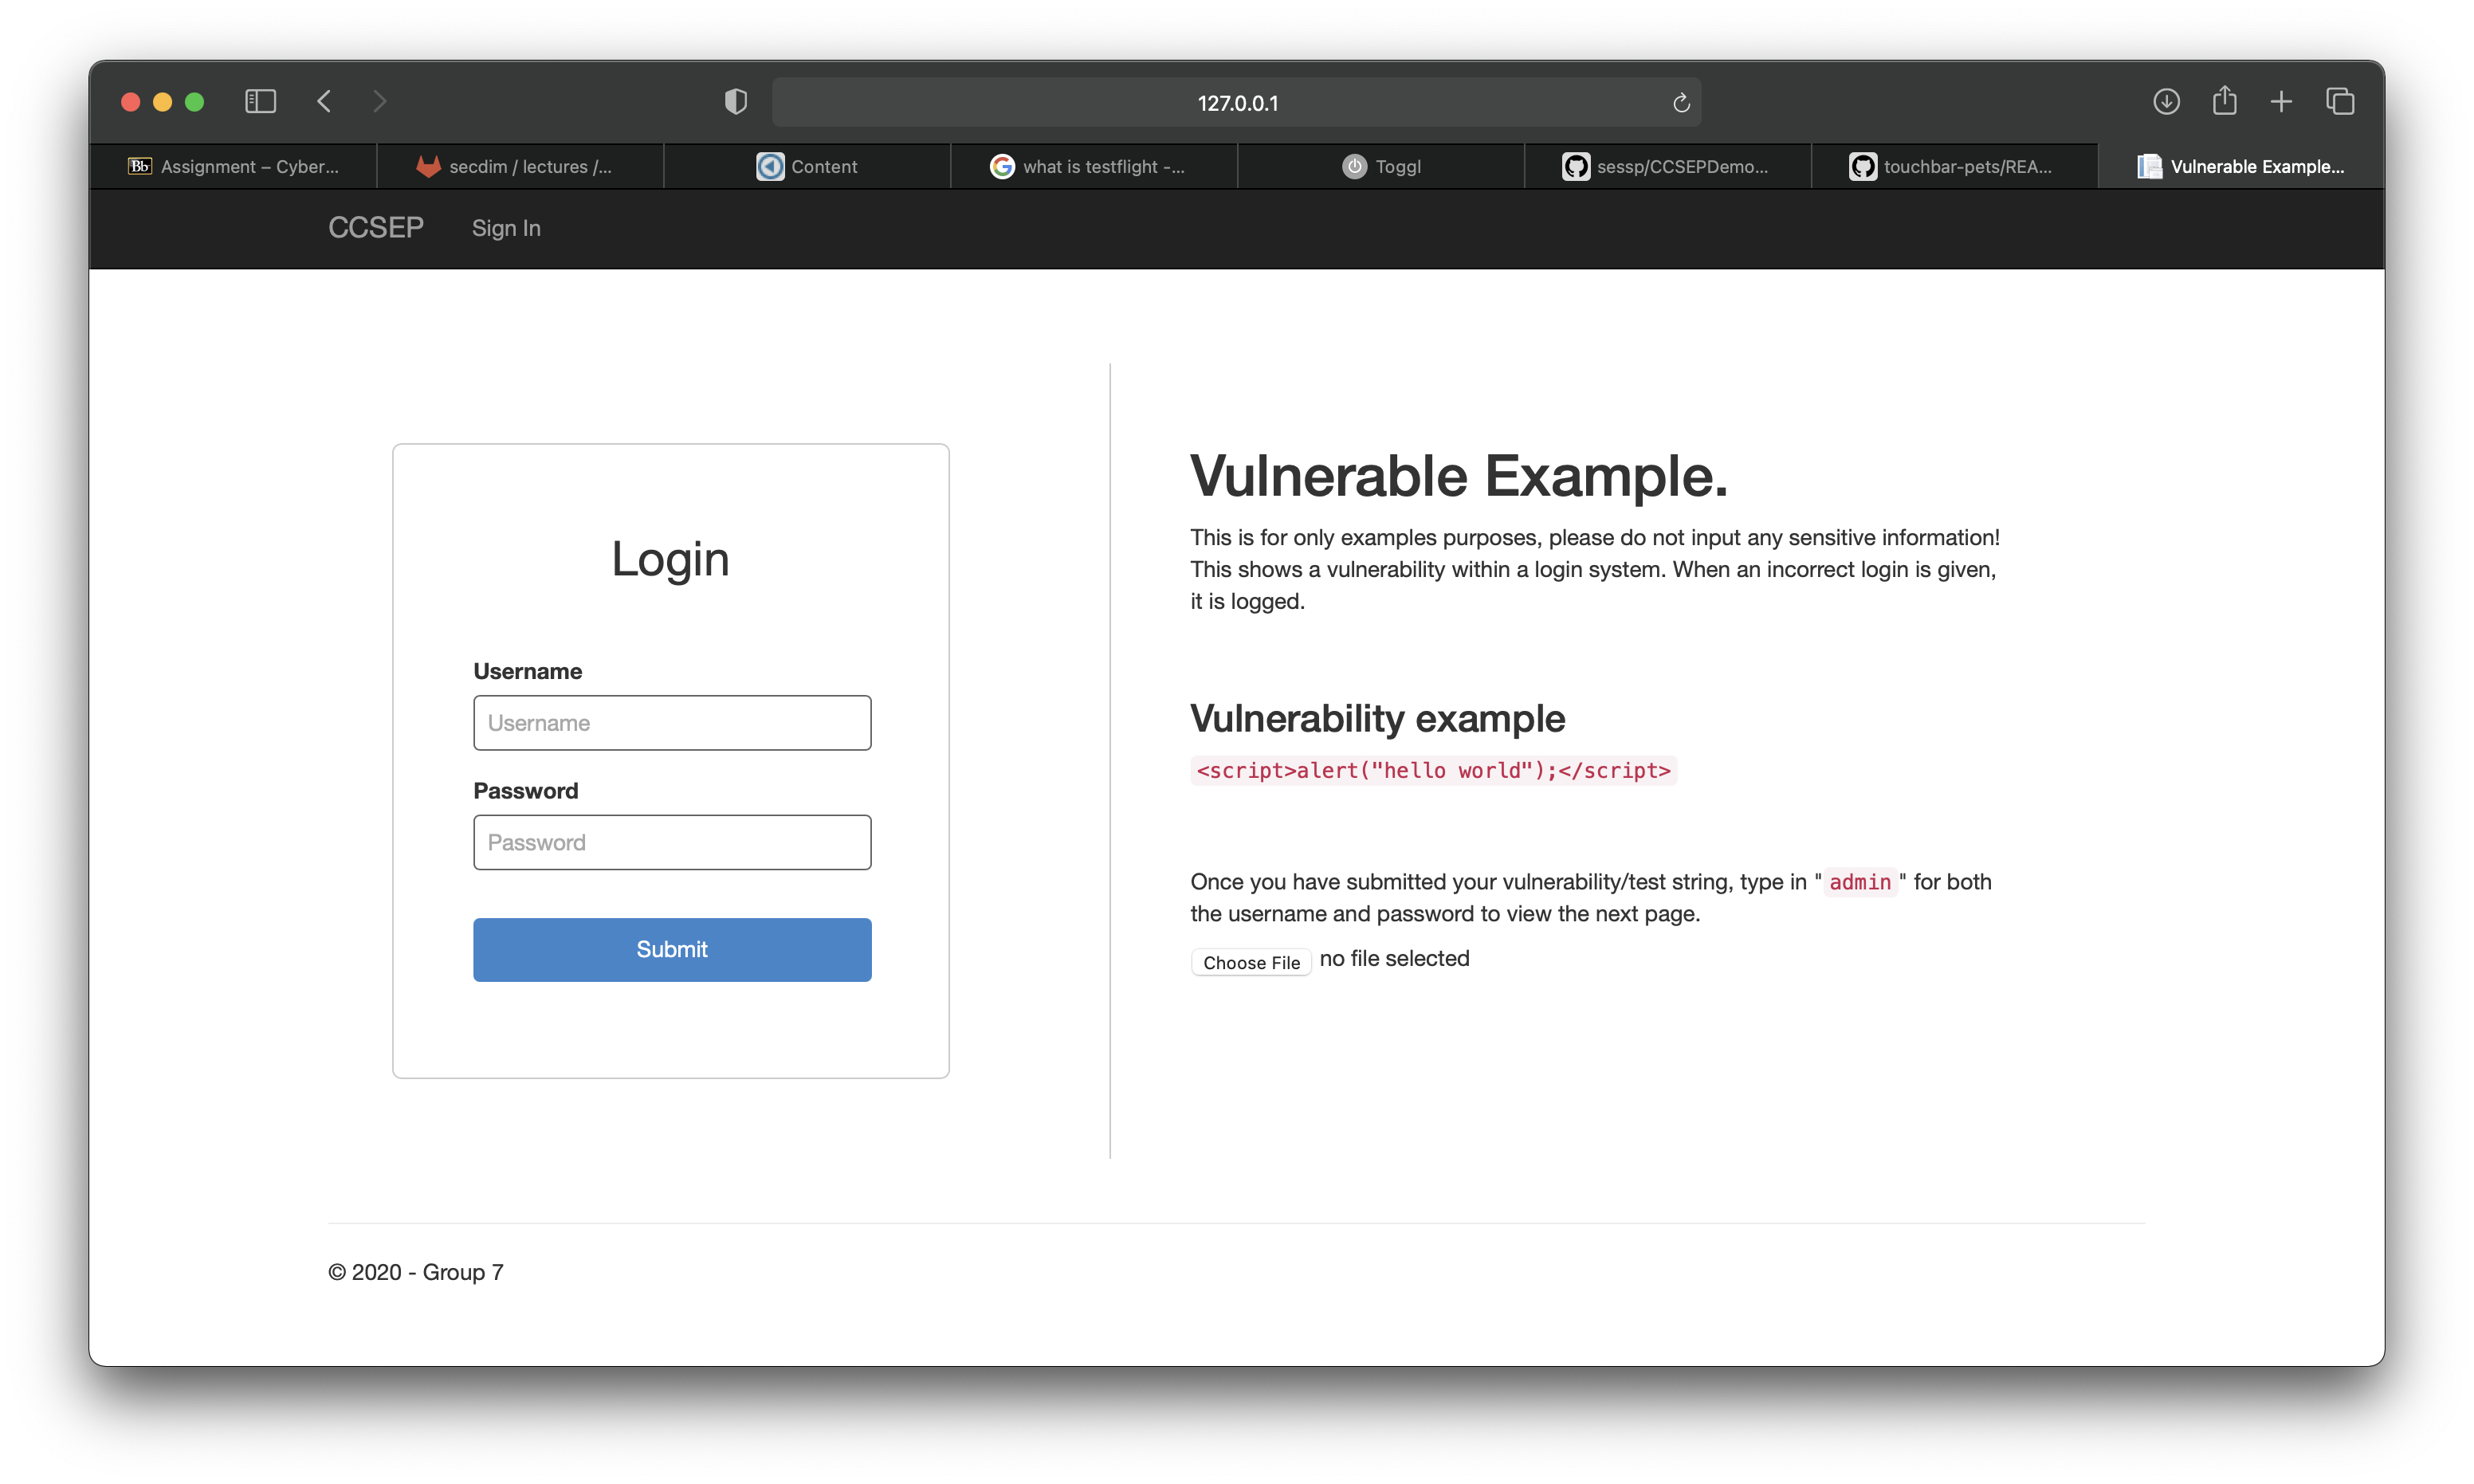 127.0.0.1
Bb Assignment – Cyber...
secdim / lectures /...
Content
G what is testflight -...
Toggl
sessp/CCSEPDemo...
touchbar-pets/REA...
Vulnerable Example...
CCSEP Sign In
Login
Username
Username
Password
Password
Submit
Vulnerable Example.
This is for only examples purposes, please do not input any sensitive information!
This shows a vulnerability within a login system. When an incorrect login is given,
it is logged.
Vulnerability example
<script>alert("hello world");</script>
Once you have submitted your vulnerability/test string, type in "admin" for both
the username and password to view the next page.
Choose File no file selected
© 2020 - Group 7